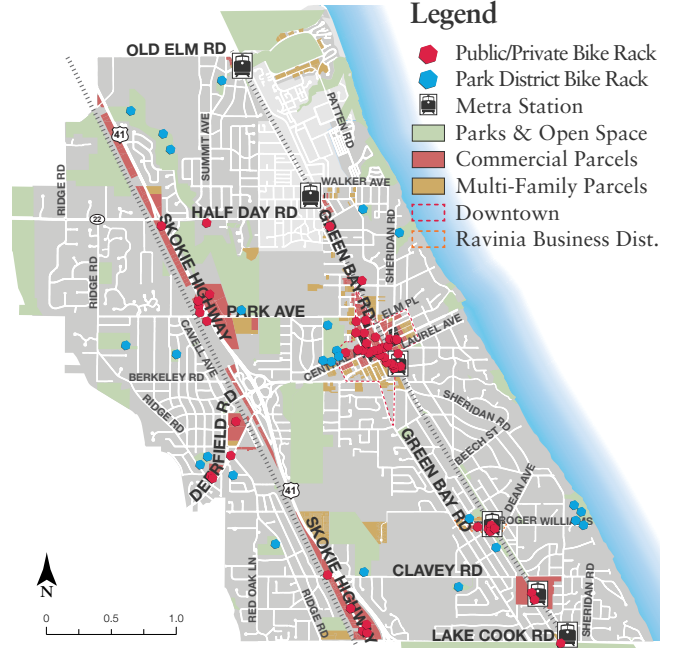 Legend
Public/Private Bike Rack
Park District Bike Rack
Metra Station
Parks & Open Space
Commercial Parcels
Multi-Family Parcels
Downtown
Ravinia Business Dist.
OLD ELM RD
41
SUMMIT AVE
PATTEN RD
RIDGE RD
WALKER AVE
HALF DAY RD
22
SKOKIE HIGHWAY
GREEN BAY RD
SHERIDAN RD
RIDGE RD
PARK AVE
ELM PL
LAUREL AVE
CAVELL AVE
CENTRAL
BERKELEY RD
RIDGE RD
DEERFIELD RD
SHERIDAN RD
BEECH ST
GREEN BAY RD
DEAN AVE
41
ROGER WILLIAMS
SKOKIE HIGHWAY
RED OAK LN
CLAVEY RD
RIDGE RD
SHERIDAN RD
LAKE COOK RD
N
0 0.5 1.0